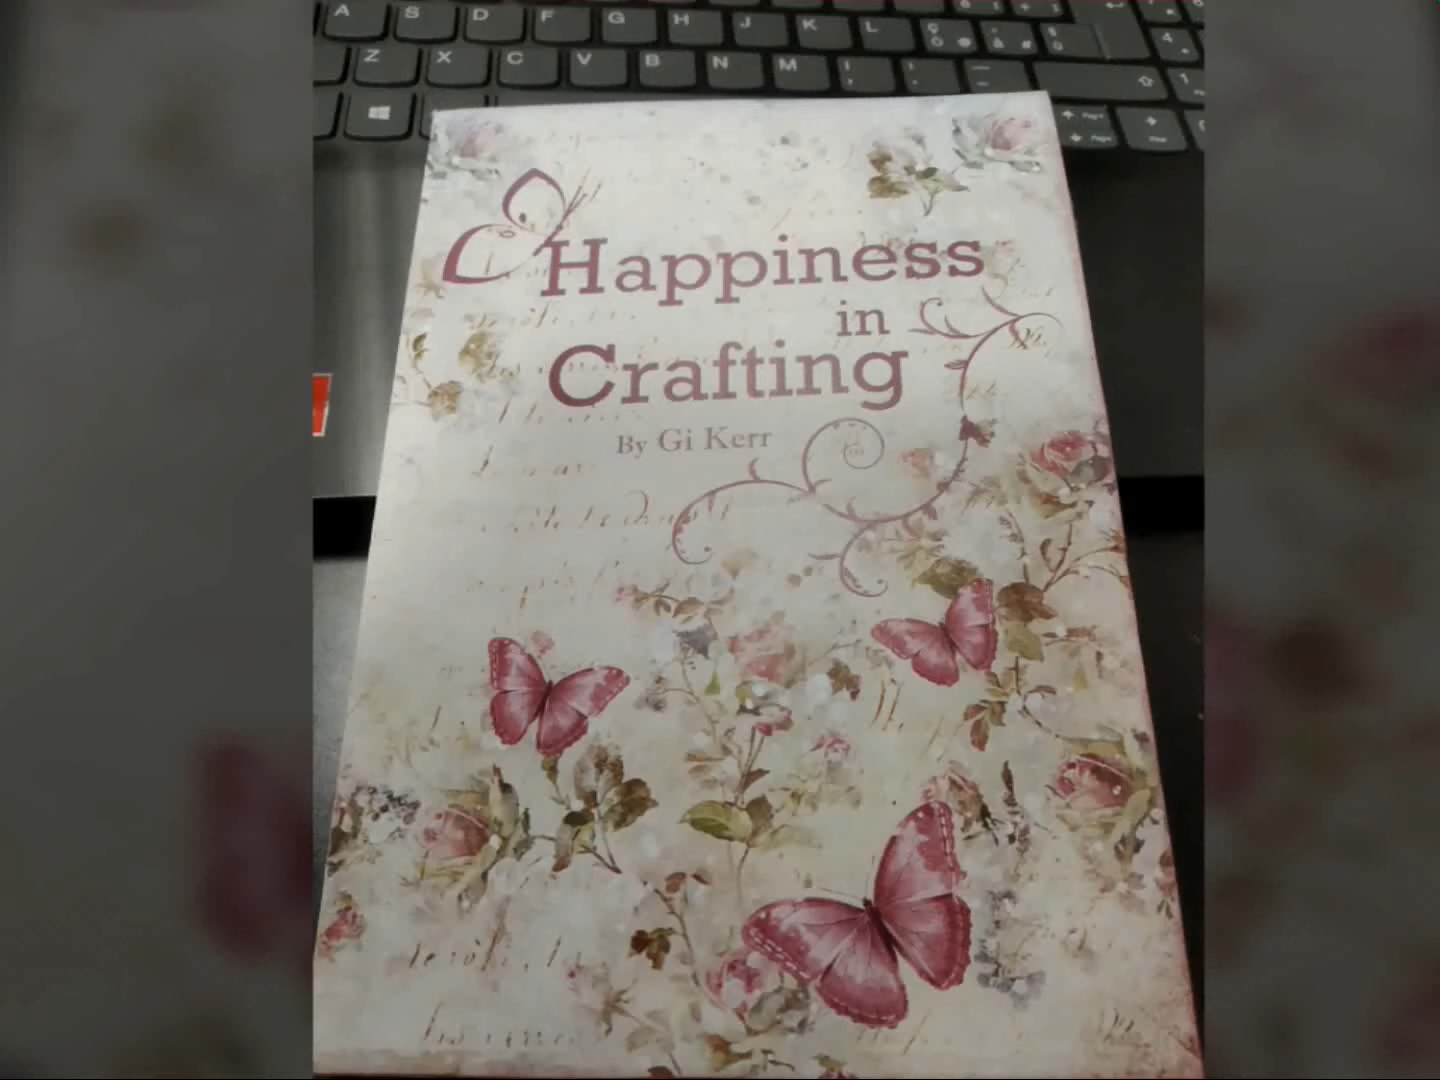 A S D F G H J K L
Z X C V B N M
Happiness
in
Crafting
By Gi Kerr